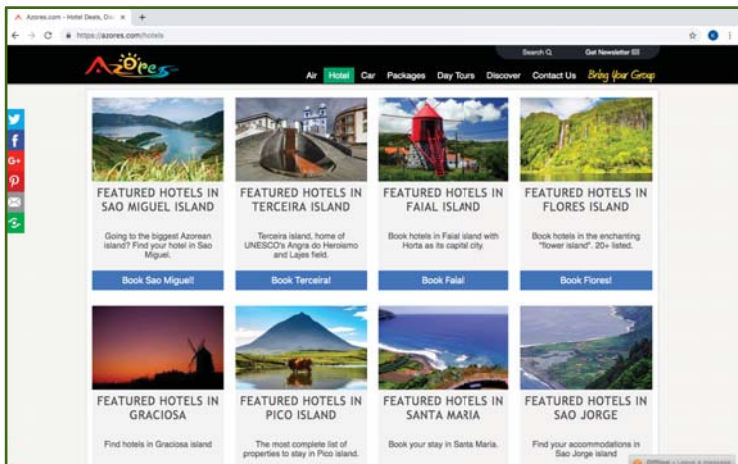 Azores.com - Hotel Deals, Dis
https://azores.com/hotels
Search
Get Newsletter
Azores
Air Hotel Car Packages Day Tours Discover Contact Us Bring Your Group
FEATURED HOTELS IN
SAO MIGUEL ISLAND
Going to the biggest Azorean
island? Find your hotel in Sao
Miguel.
Book Sao Miguel!
FEATURED HOTELS IN
TERCEIRA ISLAND
Terceira island, home of
UNESCO's Angra do Heroismo
and Lajes field.
Book Terceira!
FEATURED HOTELS IN
FAIAL ISLAND
Book hotels in Faial island with
Horta as its capital city.
Book Faial!
FEATURED HOTELS IN
FLORES ISLAND
Book hotels in the enchanting
"flower island". 20+ listed.
Book Flores!
FEATURED HOTELS IN
GRACIOSA
Find hotels in Graciosa island
FEATURED HOTELS IN
PICO ISLAND
The most complete list of
properties to stay in Pico island.
FEATURED HOTELS IN
SANTA MARIA
Book your stay in Santa Maria.
FEATURED HOTELS IN
SAO JORGE
Find your accommodations in
Sao Jorge island
Offline - Leave a message